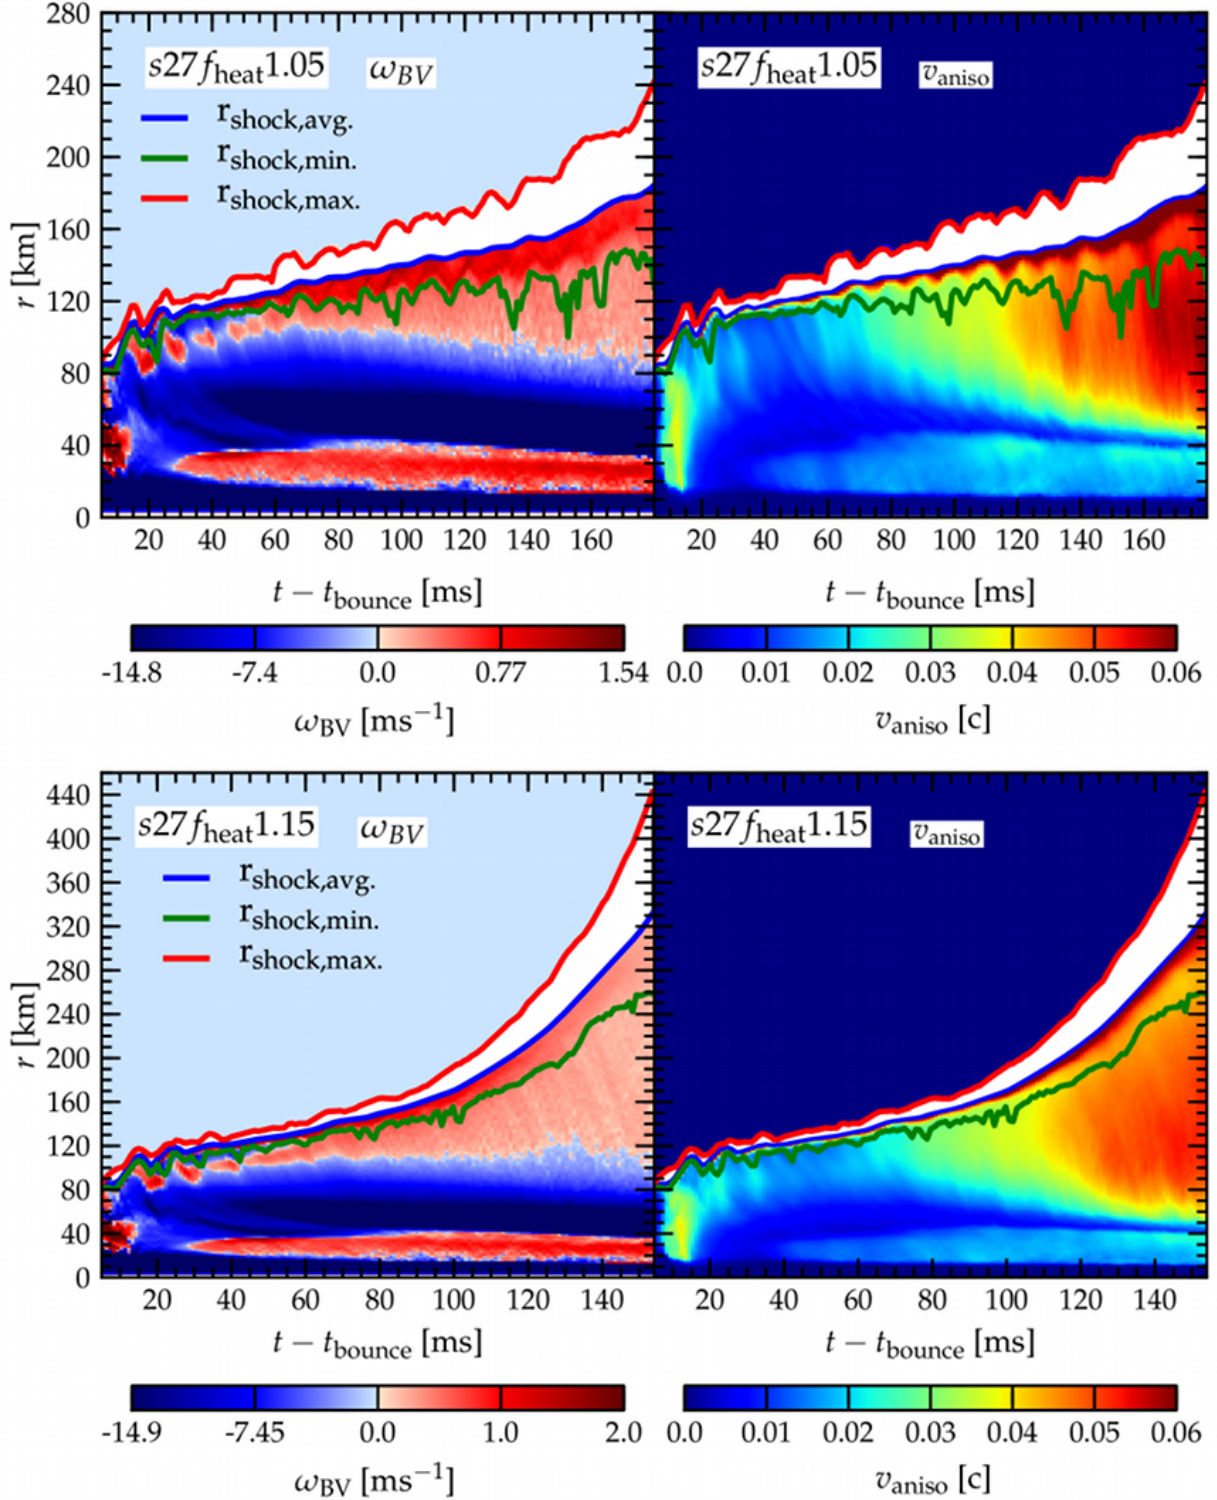 280
240
200
160
120
80
40
0
r [km]
s27f_heat1.05 ω_BV
r_shock,avg.
r_shock,min.
r_shock,max.
20 40 60 80 100 120 140 160
t − t_bounce [ms]
-14.8 -7.4 0.0 0.77 1.54
ω_BV [ms⁻¹]
s27f_heat1.05 v_aniso
20 40 60 80 100 120 140 160
t − t_bounce [ms]
0.0 0.01 0.02 0.03 0.04 0.05 0.06
v_aniso [c]
440
400
360
320
280
240
200
160
120
80
40
0
r [km]
s27f_heat1.15 ω_BV
r_shock,avg.
r_shock,min.
r_shock,max.
20 40 60 80 100 120 140
t − t_bounce [ms]
-14.9 -7.45 0.0 1.0 2.0
ω_BV [ms⁻¹]
s27f_heat1.15 v_aniso
20 40 60 80 100 120 140
t − t_bounce [ms]
0.0 0.01 0.02 0.03 0.04 0.05 0.06
v_aniso [c]